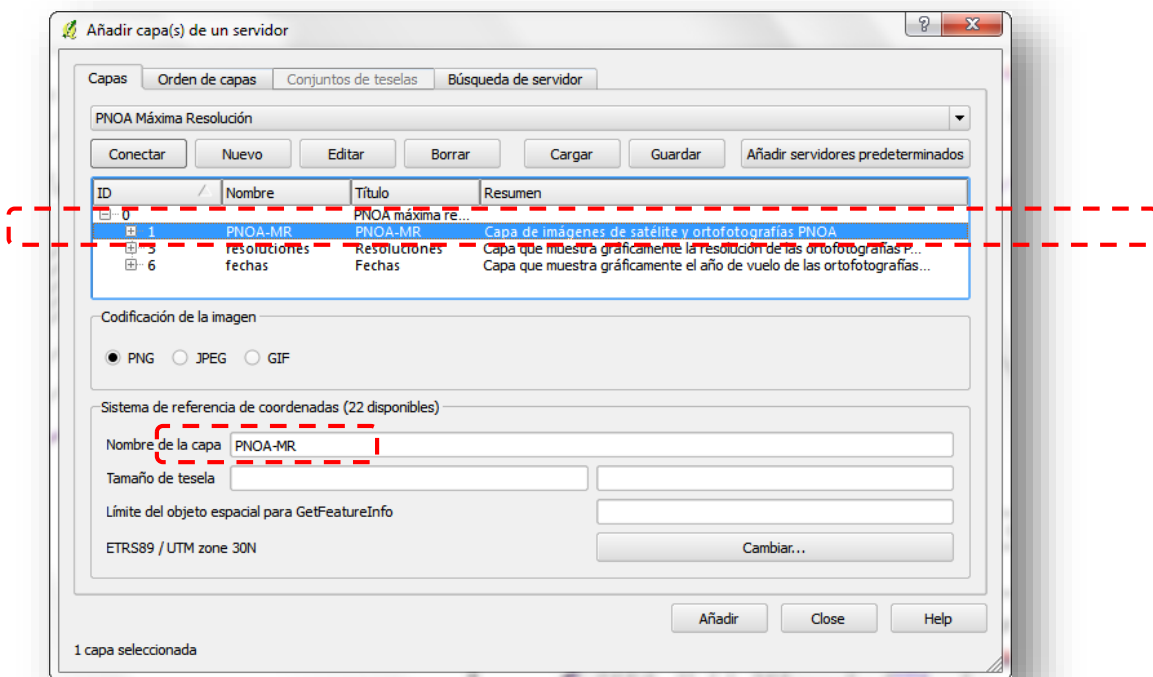 Añadir capa(s) de un servidor
Capas Orden de capas Conjuntos de teselas Búsqueda de servidor
PNOA Máxima Resolución
Conectar Nuevo Editar Borrar Cargar Guardar Añadir servidores predeterminados
ID Nombre Título Resumen
0 PNOA máxima re...
1 PNOA-MR PNOA-MR Capa de imágenes de satélite y ortofotografías PNOA
5 resoluciones Resoluciones Capa que muestra gráficamente la resolución de las ortofotografías P...
6 fechas Fechas Capa que muestra gráficamente el año de vuelo de las ortofotografías...
Codificación de la imagen
PNG JPEG GIF
Sistema de referencia de coordenadas (22 disponibles)
Nombre de la capa PNOA-MR
Tamaño de tesela
Límite del objeto espacial para GetFeatureInfo
ETRS89 / UTM zone 30N Cambiar...
Añadir Close Help
1 capa seleccionada